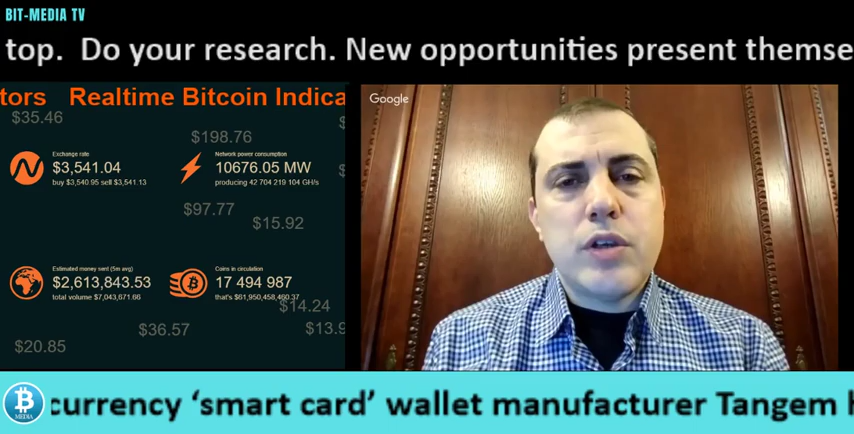 BIT-MEDIA TV
top. Do your research. New opportunities present themse
tors Realtime Bitcoin Indica
$35.46
$198.76
Exchange rate
$3,541.04
buy $3,540.95 sell $3,541.13
Network power consumption
10676.05 MW
producing 42 704 219 104 GH/s
$97.77
$15.92
Estimated money sent (5m avg)
$2,613,843.53
total volume $7,043,671.66
Coins in circulation
17 494 987
that's $61,950,458,460.37
$14.24
$36.57
$13.9
$20.85
Google
B
MEDIA
currency ‘smart card’ wallet manufacturer Tangem h